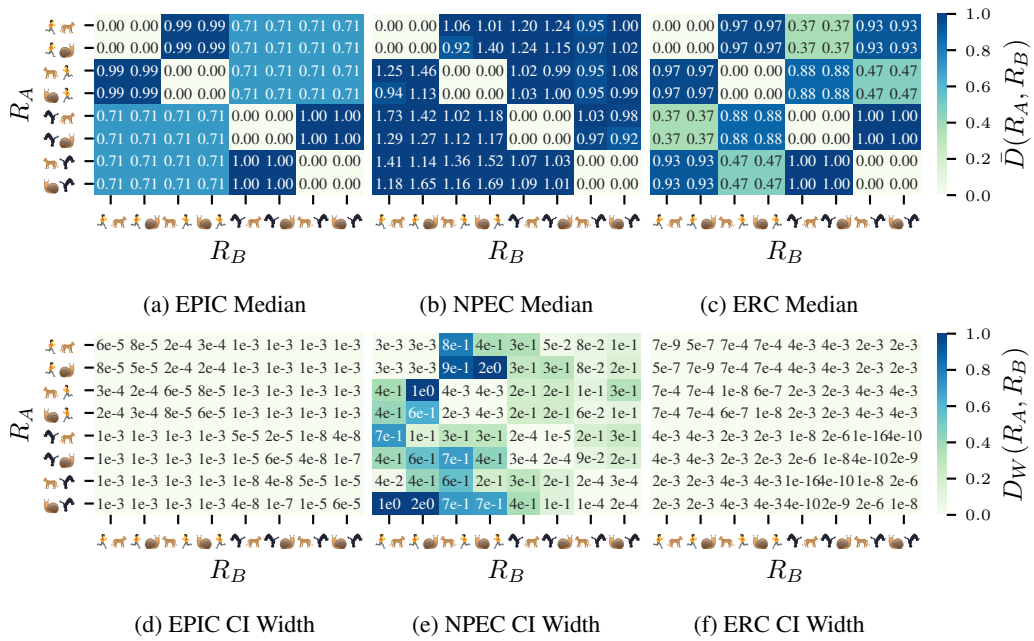 0.00 0.00 0.99 0.99 0.71 0.71 0.71 0.71
0.00 0.00 0.99 0.99 0.71 0.71 0.71 0.71
0.99 0.99 0.00 0.00 0.71 0.71 0.71 0.71
0.99 0.99 0.00 0.00 0.71 0.71 0.71 0.71
0.71 0.71 0.71 0.71 0.00 0.00 1.00 1.00
0.71 0.71 0.71 0.71 0.00 0.00 1.00 1.00
0.71 0.71 0.71 0.71 1.00 1.00 0.00 0.00
0.71 0.71 0.71 0.71 1.00 1.00 0.00 0.00
R_A
R_B
(a) EPIC Median
0.00 0.00 1.06 1.01 1.20 1.24 0.95 1.00
0.00 0.00 0.92 1.40 1.24 1.15 0.97 1.02
1.25 1.46 0.00 0.00 1.02 0.99 0.95 1.08
0.94 1.13 0.00 0.00 1.03 1.00 0.95 0.99
1.73 1.42 1.02 1.18 0.00 0.00 1.03 0.98
1.29 1.27 1.12 1.17 0.00 0.00 0.97 0.92
1.41 1.14 1.36 1.52 1.07 1.03 0.00 0.00
1.18 1.65 1.16 1.69 1.09 1.01 0.00 0.00
R_B
(b) NPEC Median
0.00 0.00 0.97 0.97 0.37 0.37 0.93 0.93
0.00 0.00 0.97 0.97 0.37 0.37 0.93 0.93
0.97 0.97 0.00 0.00 0.88 0.88 0.47 0.47
0.97 0.97 0.00 0.00 0.88 0.88 0.47 0.47
0.37 0.37 0.88 0.88 0.00 0.00 1.00 1.00
0.37 0.37 0.88 0.88 0.00 0.00 1.00 1.00
0.93 0.93 0.47 0.47 1.00 1.00 0.00 0.00
0.93 0.93 0.47 0.47 1.00 1.00 0.00 0.00
R_B
(c) ERC Median
1.0
0.8
0.6
0.4
0.2
0.0
D̄(R_A, R_B)
6e-5 8e-5 2e-4 3e-4 1e-3 1e-3 1e-3 1e-3
8e-5 5e-5 2e-4 2e-4 1e-3 1e-3 1e-3 1e-3
3e-4 2e-4 6e-5 8e-5 1e-3 1e-3 1e-3 1e-3
2e-4 3e-4 8e-5 6e-5 1e-3 1e-3 1e-3 1e-3
1e-3 1e-3 1e-3 1e-3 5e-5 2e-5 1e-8 4e-8
1e-3 1e-3 1e-3 1e-3 1e-5 6e-5 4e-8 1e-7
1e-3 1e-3 1e-3 1e-3 1e-8 4e-8 5e-5 1e-5
1e-3 1e-3 1e-3 1e-3 4e-8 1e-7 1e-5 6e-5
R_A
R_B
(d) EPIC CI Width
3e-3 3e-3 8e-1 4e-1 3e-1 5e-2 8e-2 1e-1
3e-3 3e-3 9e-1 2e0 3e-1 3e-1 8e-2 2e-1
4e-1 1e0 4e-3 4e-3 2e-1 2e-1 1e-1 3e-1
4e-1 6e-1 2e-3 4e-3 2e-1 2e-1 6e-2 1e-1
7e-1 1e-1 3e-1 3e-1 2e-4 1e-5 2e-1 3e-1
4e-1 6e-1 7e-1 4e-1 3e-4 2e-4 9e-2 2e-1
4e-2 4e-1 6e-1 2e-1 3e-1 2e-1 2e-4 3e-4
1e0 2e0 7e-1 7e-1 4e-1 1e-1 1e-4 2e-4
R_B
(e) NPEC CI Width
7e-9 5e-7 7e-4 7e-4 4e-3 4e-3 2e-3 2e-3
5e-7 7e-9 7e-4 7e-4 4e-3 4e-3 2e-3 2e-3
7e-4 7e-4 1e-8 6e-7 2e-3 2e-3 4e-3 4e-3
7e-4 7e-4 6e-7 1e-8 2e-3 2e-3 4e-3 4e-3
4e-3 4e-3 2e-3 2e-3 1e-8 2e-6 1e-16 4e-10
4e-3 4e-3 2e-3 2e-3 2e-6 1e-8 4e-10 2e-9
2e-3 2e-3 4e-3 4e-3 1e-16 4e-10 1e-8 2e-6
2e-3 2e-3 4e-3 4e-3 4e-10 2e-9 2e-6 1e-8
R_B
(f) ERC CI Width
1.0
0.8
0.6
0.4
0.2
0.0
D_W(R_A, R_B)